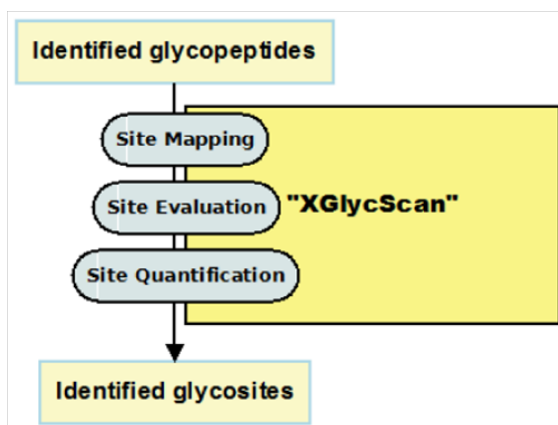 Identified glycopeptides
Site Mapping
Site Evaluation
"XGlycScan"
Site Quantification
Identified glycosites